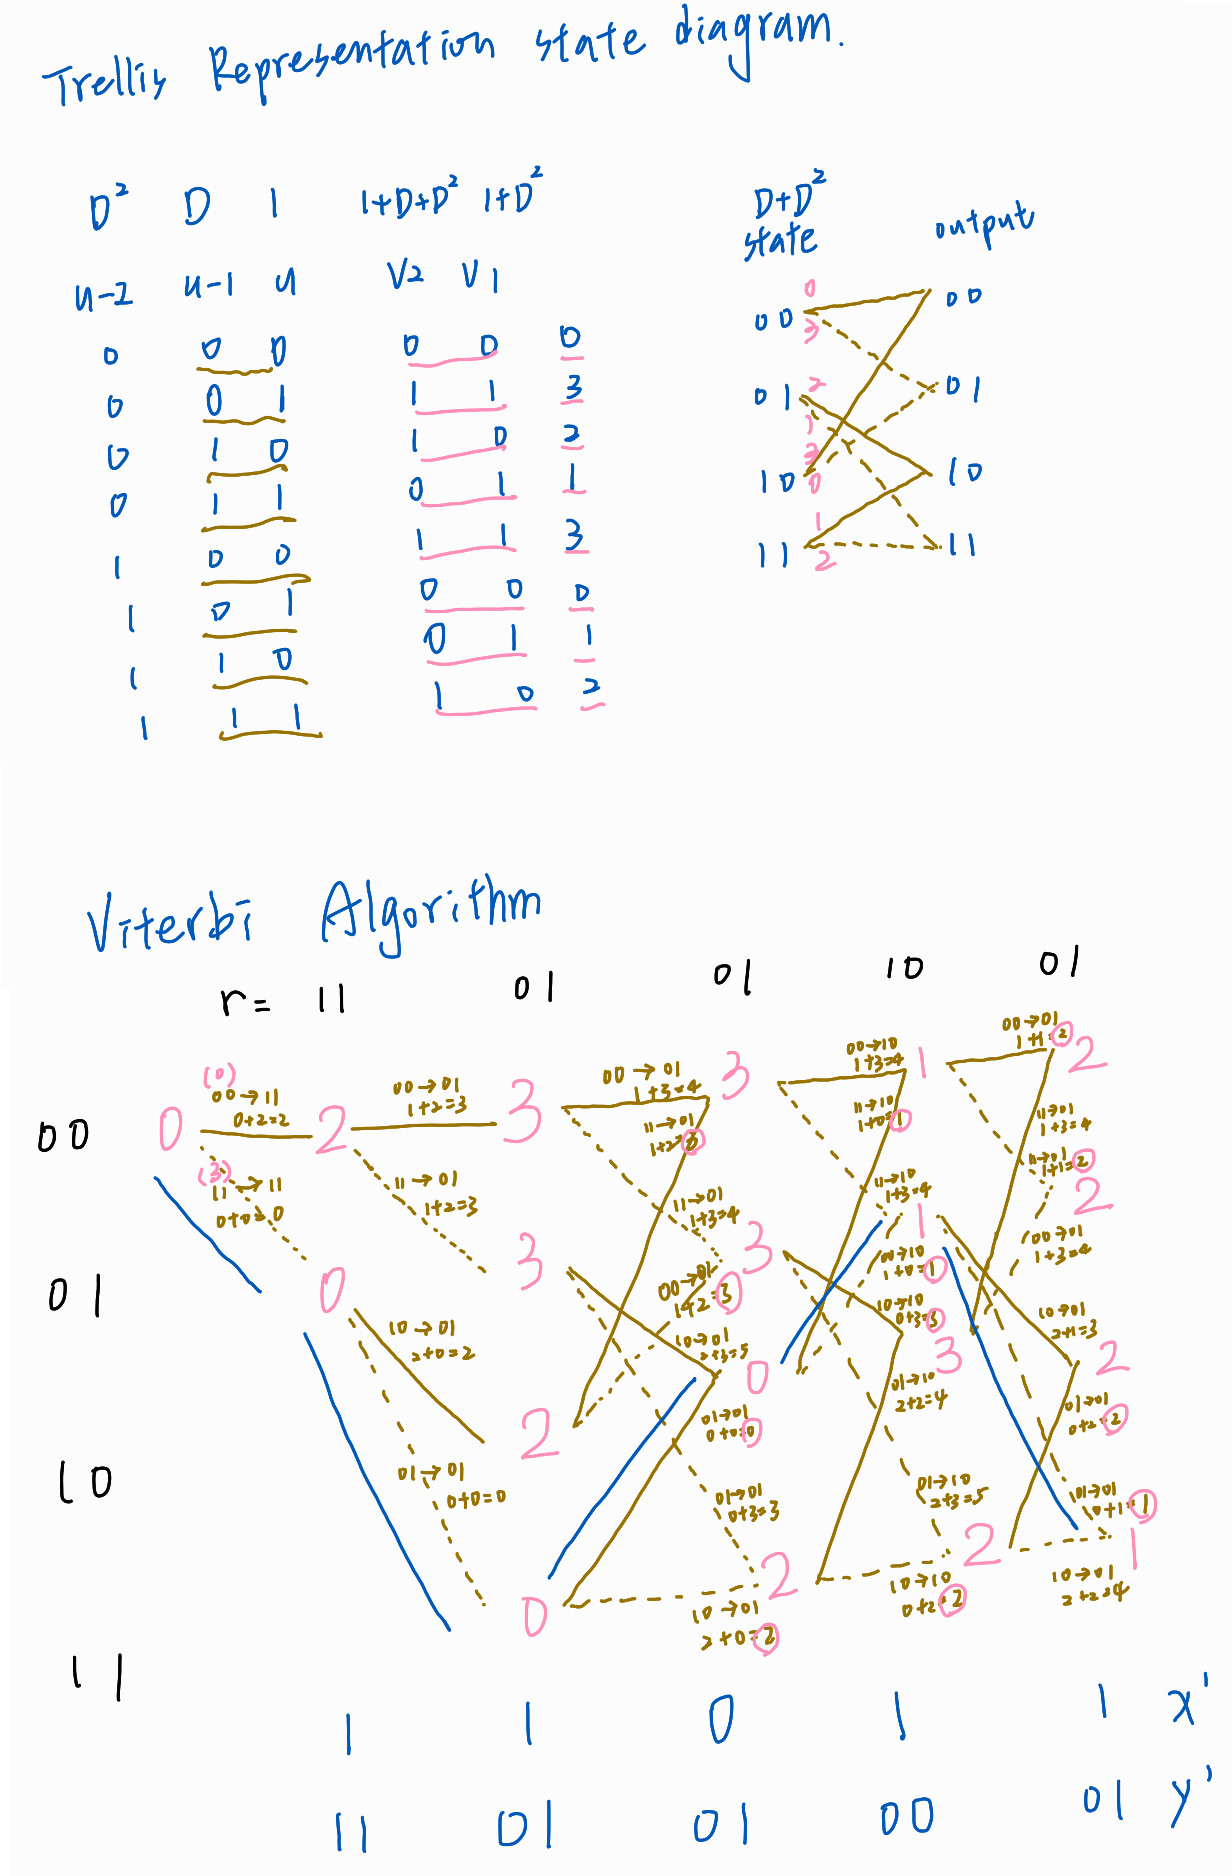 Trellis Representation state diagram.
D² D 1 1+D+D² 1+D²
u-2 u-1 u V2 V1
0 0 0 0 0 0
0 0 1 1 1 3
0 1 0 1 0 2
0 1 1 0 1 1
1 0 0 1 1 3
1 0 1 0 0 0
1 1 0 0 1 1
1 1 1 1 0 2
D+D²
state output
0
00 00
3
01 2 01
1
3
10 0 10
1
11 11
2
Viterbi Algorithm
r= 11 01 01 10 01
00 01 10 11
(0)
00→11
0+2=2
(3)
11→11
0+0=0
0 2 3 3 1 2
00→01
1+2=3
11→01
1+2=3
00→01
1+3=4
11→01
1+2=3
11→01
1+3=4
00→10
1+3=4
11→10
1+0=1
11→10
1+3=4
00→01
1+1=2
11→01
1+3=4
11→01
1+1=2
0 3 3 1 2
10→01
2+0=2
01→01
0+0=0
00→01
1+2=3
10→01
2+3=5
00→10
1+0=1
10→10
0+3=3
00→01
1+3=4
10→01
2+1=3
2 0 3 2
01→01
0+0=0
01→01
0+3=3
01→10
2+2=4
01→10
2+3=5
01→01
0+2=2
01→01
0+1=1
0 2 2 1
10→01
2+0=2
10→10
0+2=2
10→01
2+2=4
1 1 0 1 1 x'
11 01 01 00 01 y'